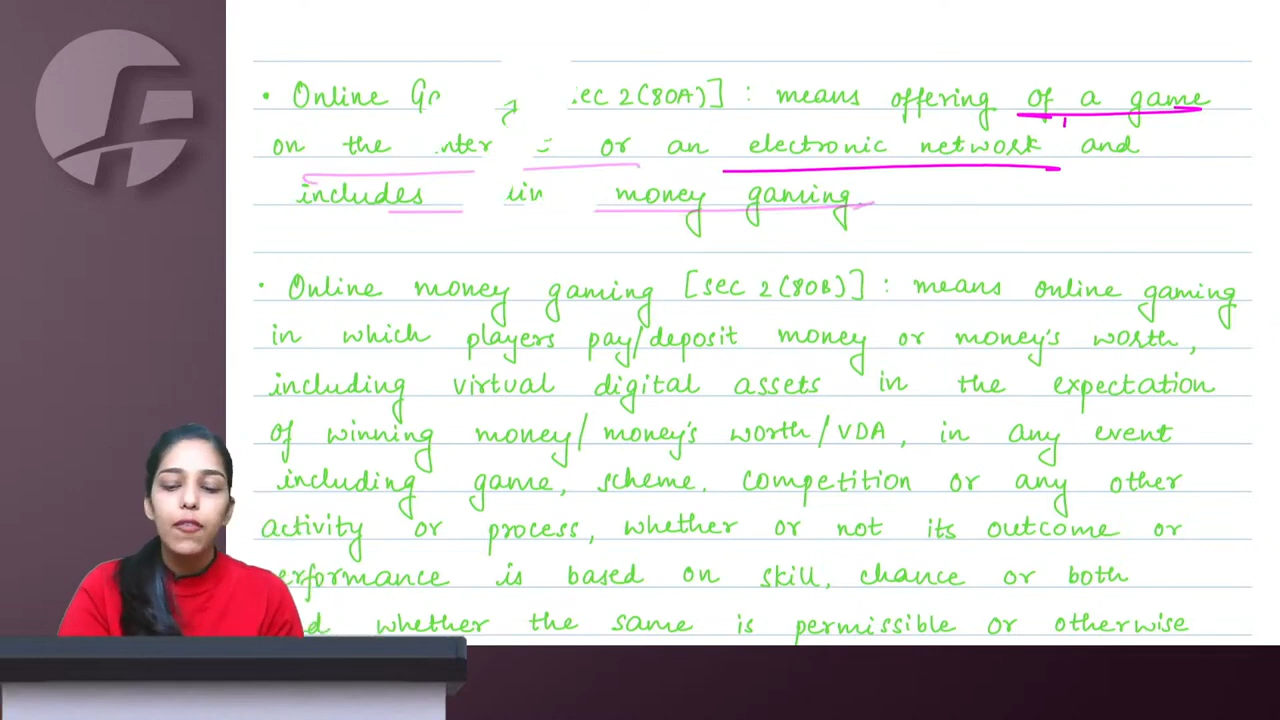 • Online [sec 2(80A)] : means offering of a game
on the or an electronic network and
includes money gaming.
• Online money gaming [sec 2(80B)] : means online gaming
in which players pay/deposit money or money's worth,
including virtual digital assets in the expectation
of winning money/money's worth/VDA, in any event
including game, scheme, competition or any other
activity or process, whether or not its outcome or
performance is based on skill, chance or both
whether the same is permissible or otherwise